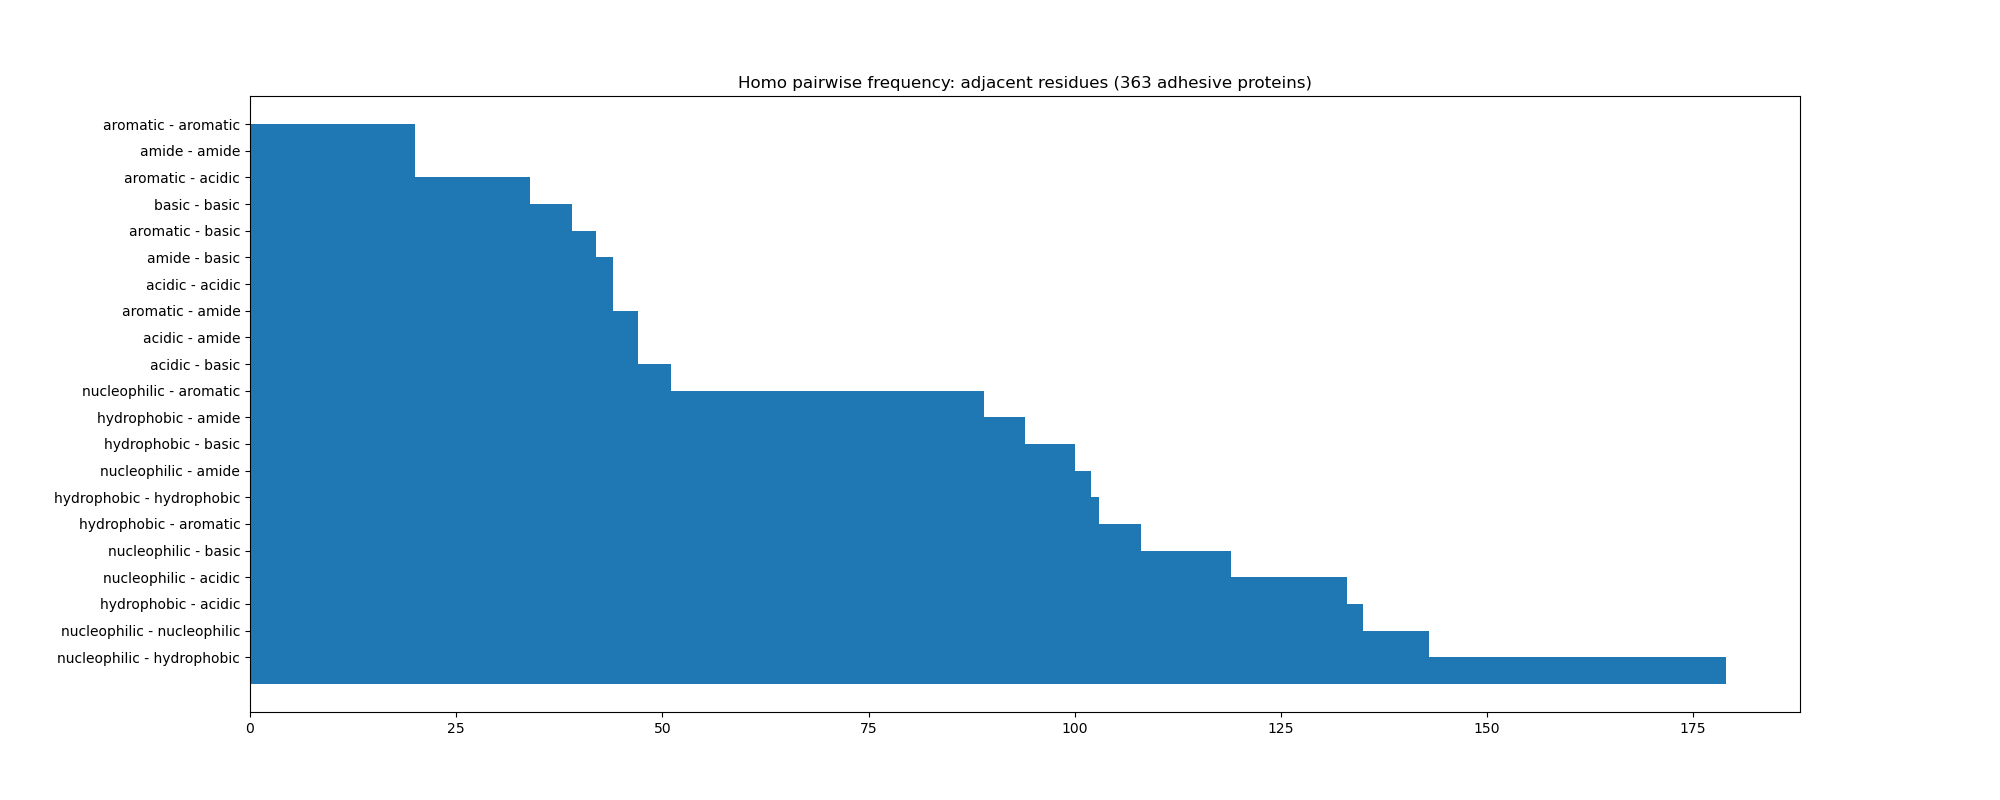 Homo pairwise frequency: adjacent residues (363 adhesive proteins)
aromatic - aromatic
amide - amide
aromatic - acidic
basic - basic
aromatic - basic
amide - basic
acidic - acidic
aromatic - amide
acidic - amide
acidic - basic
nucleophilic - aromatic
hydrophobic - amide
hydrophobic - basic
nucleophilic - amide
hydrophobic - hydrophobic
hydrophobic - aromatic
nucleophilic - basic
nucleophilic - acidic
hydrophobic - acidic
nucleophilic - nucleophilic
nucleophilic - hydrophobic
0 25 50 75 100 125 150 175